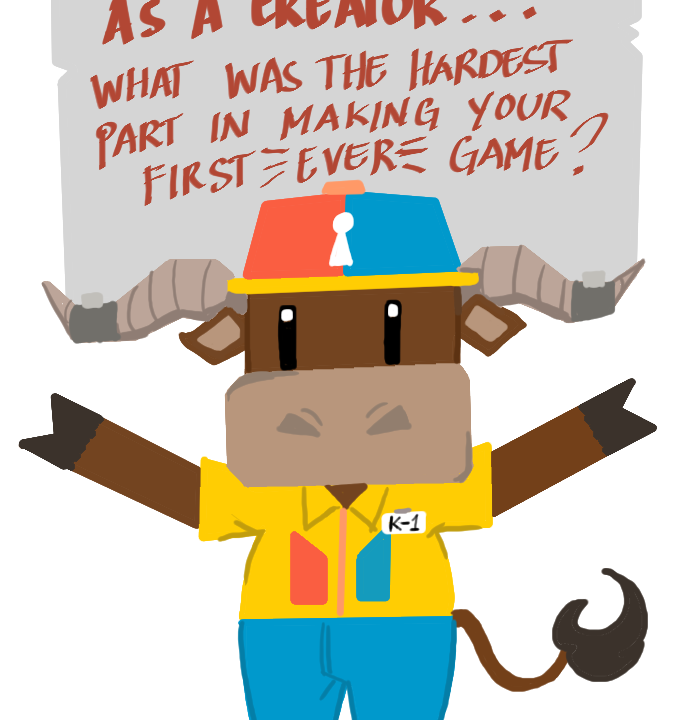 AS A CREATOR...
WHAT WAS THE HARDEST
PART IN MAKING YOUR
FIRST EVER GAME?
K-1